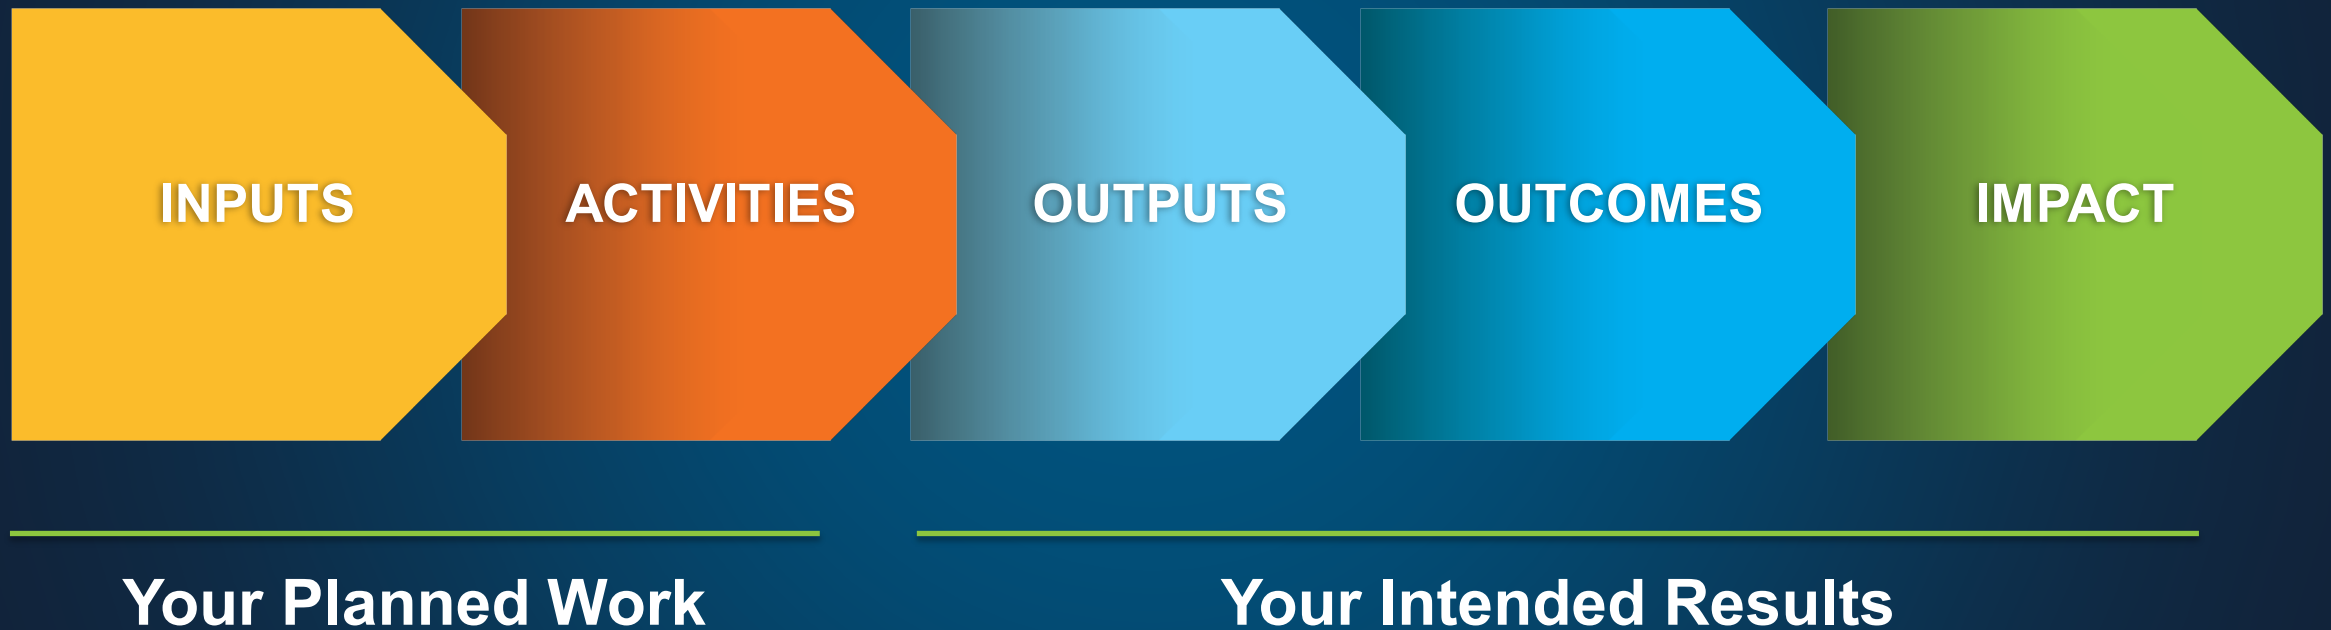 INPUTS
ACTIVITIES
OUTPUTS
OUTCOMES
IMPACT
Your Planned Work
Your Intended Results